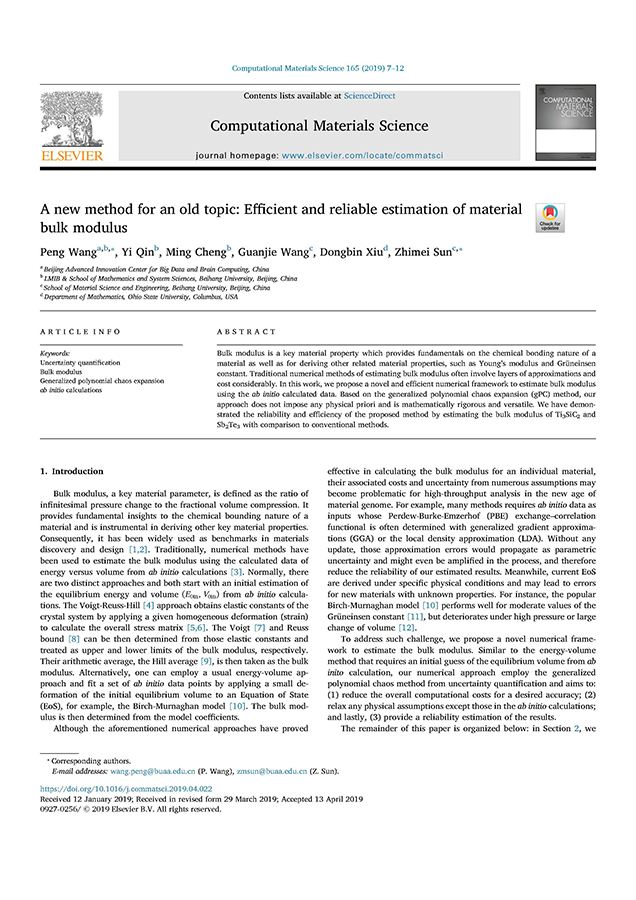 Computational Materials Science 165 (2019) 7–12
Contents lists available at ScienceDirect
Computational Materials Science
journal homepage: www.elsevier.com/locate/commatsci
ELSEVIER
COMPUTATIONAL
MATERIALS
SCIENCE
A new method for an old topic: Efficient and reliable estimation of material
bulk modulus
Check for
updates
Peng Wang^a,b,⁎, Yi Qin^b, Ming Cheng^b, Guanjie Wang^c, Dongbin Xiu^d, Zhimei Sun^c,⁎
^a Beijing Advanced Innovation Center for Big Data and Brain Computing, China
^b LMIB & School of Mathematics and System Sciences, Beihang University, Beijing, China
^c School of Material Science and Engineering, Beihang University, Beijing, China
^d Department of Mathematics, Ohio State University, Columbus, USA
ARTICLE INFO
Keywords:
Uncertainty quantification
Bulk modulus
Generalized polynomial chaos expansion
ab initio calculations
ABSTRACT
Bulk modulus is a key material property which provides fundamentals on the chemical bonding nature of a
material as well as for deriving other related material properties, such as Young's modulus and Grüneisen
constant. Traditional numerical methods of estimating bulk modulus often involve layers of approximations and
cost considerably. In this work, we propose a novel and efficient numerical framework to estimate bulk modulus
using the ab initio calculated data. Based on the generalized polynomial chaos expansion (gPC) method, our
approach does not impose any physical priori and is mathematically rigorous and versatile. We have demon-
strated the reliability and efficiency of the proposed method by estimating the bulk modulus of Ti₃SiC₂ and
Sb₂Te₃ with comparison to conventional methods.
1. Introduction
Bulk modulus, a key material parameter, is defined as the ratio of
infinitesimal pressure change to the fractional volume compression. It
provides fundamental insights to the chemical bounding nature of a
material and is instrumental in deriving other key material properties.
Consequently, it has been widely used as benchmarks in materials
discovery and design [1,2]. Traditionally, numerical methods have
been used to estimate the bulk modulus using the calculated data of
energy versus volume from ab initio calculations [3]. Normally, there
are two distinct approaches and both start with an initial estimation of
the equilibrium energy and volume (E₀ₙ, V₀ₙ) from ab initio calcula-
tions. The Voigt-Reuss-Hill [4] approach obtains elastic constants of the
crystal system by applying a given homogeneous deformation (strain)
to calculate the overall stress matrix [5,6]. The Voigt [7] and Reuss
bound [8] can be then determined from those elastic constants and
treated as upper and lower limits of the bulk modulus, respectively.
Their arithmetic average, the Hill average [9], is then taken as the bulk
modulus. Alternatively, one can employ a usual energy-volume ap-
proach and fit a set of ab initio data points by applying a small de-
formation of the initial equilibrium volume to an Equation of State
(EoS), for example, the Birch-Murnaghan model [10]. The bulk mod-
ulus is then determined from the model coefficients.
Although the aforementioned numerical approaches have proved
effective in calculating the bulk modulus for an individual material,
their associated costs and uncertainty from numerous assumptions may
become problematic for high-throughput analysis in the new age of
material genome. For example, many methods requires ab initio data as
inputs whose Perdew-Burke-Emzerhof (PBE) exchange–correlation
functional is often determined with generalized gradient approxima-
tions (GGA) or the local density approximation (LDA). Without any
update, those approximation errors would propagate as parametric
uncertainty and might even be amplified in the process, and therefore
reduce the reliability of our estimated results. Meanwhile, current EoS
are derived under specific physical conditions and may lead to errors
for new materials with unknown properties. For instance, the popular
Birch-Murnaghan model [10] performs well for moderate values of the
Grüneisen constant [11], but deteriorates under high pressure or large
change of volume [12].
To address such challenge, we propose a novel numerical frame-
work to estimate the bulk modulus. Similar to the energy-volume
method that requires an initial guess of the equilibrium volume from ab
inito calculation, our numerical approach employ the generalized
polynomial chaos method from uncertainty quantification and aims to:
(1) reduce the overall computational costs for a desired accuracy; (2)
relax any physical assumptions except those in the ab initio calculations;
and lastly, (3) provide a reliability estimation of the results.
The remainder of this paper is organized below: in Section 2, we
⁎ Corresponding authors.
E-mail addresses: wang.peng@buaa.edu.cn (P. Wang), zmsun@buaa.edu.cn (Z. Sun).
https://doi.org/10.1016/j.commatsci.2019.04.022
Received 12 January 2019; Received in revised form 29 March 2019; Accepted 13 April 2019
0927-0256/ © 2019 Elsevier B.V. All rights reserved.